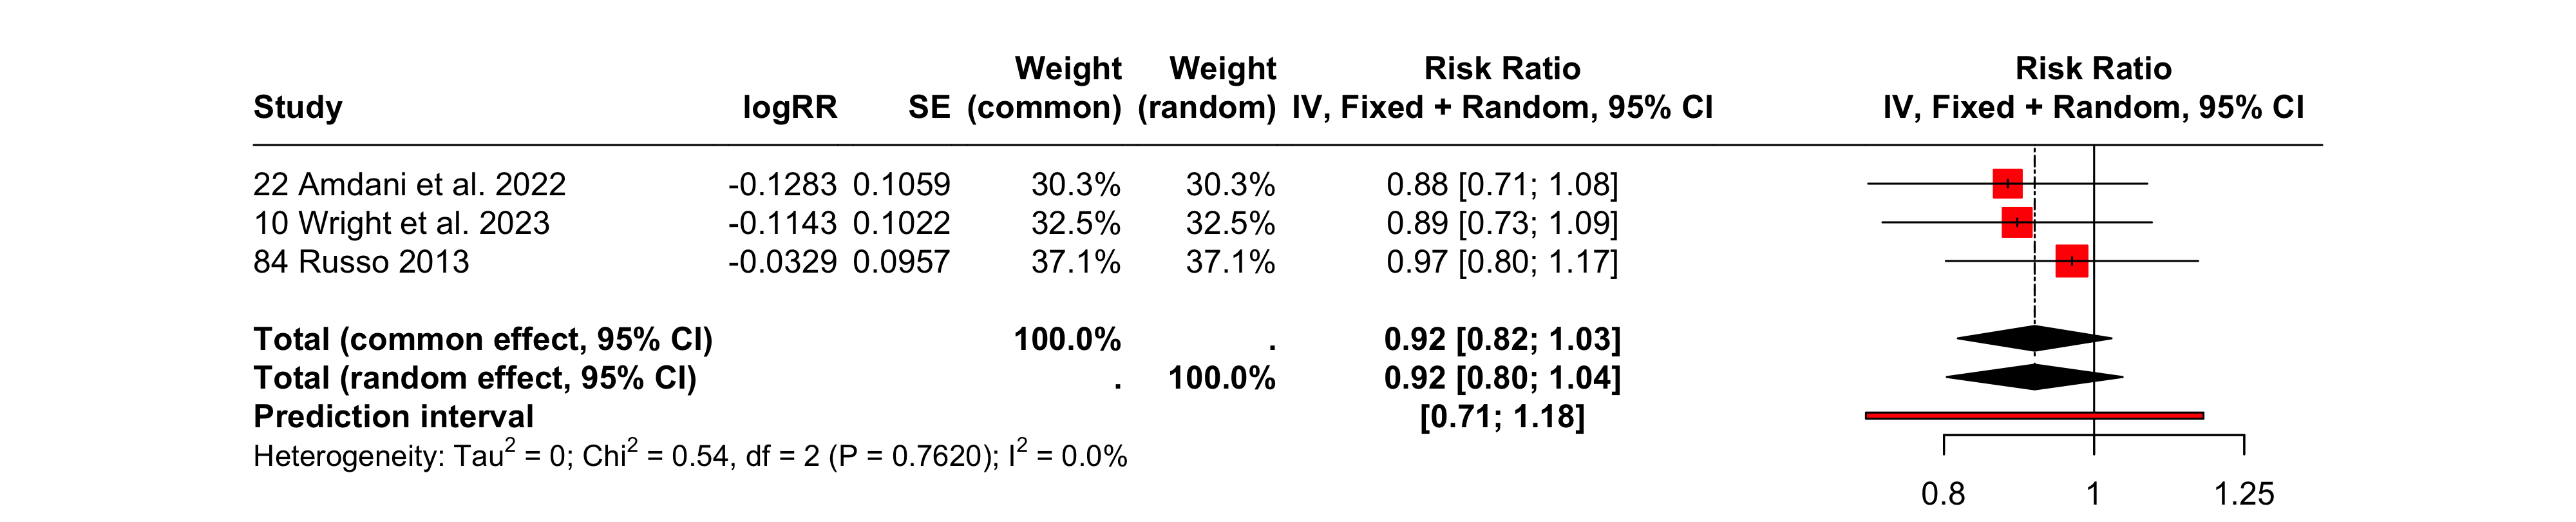 Weight Weight Risk Ratio Risk Ratio
Study logRR SE (common) (random) IV, Fixed + Random, 95% CI IV, Fixed + Random, 95% CI
22 Amdani et al. 2022 -0.1283 0.1059 30.3% 30.3% 0.88 [0.71; 1.08]
10 Wright et al. 2023 -0.1143 0.1022 32.5% 32.5% 0.89 [0.73; 1.09]
84 Russo 2013 -0.0329 0.0957 37.1% 37.1% 0.97 [0.80; 1.17]
Total (common effect, 95% CI) 100.0% . 0.92 [0.82; 1.03]
Total (random effect, 95% CI) . 100.0% 0.92 [0.80; 1.04]
Prediction interval [0.71; 1.18]
Heterogeneity: Tau² = 0; Chi² = 0.54, df = 2 (P = 0.7620); I² = 0.0%
0.8 1 1.25